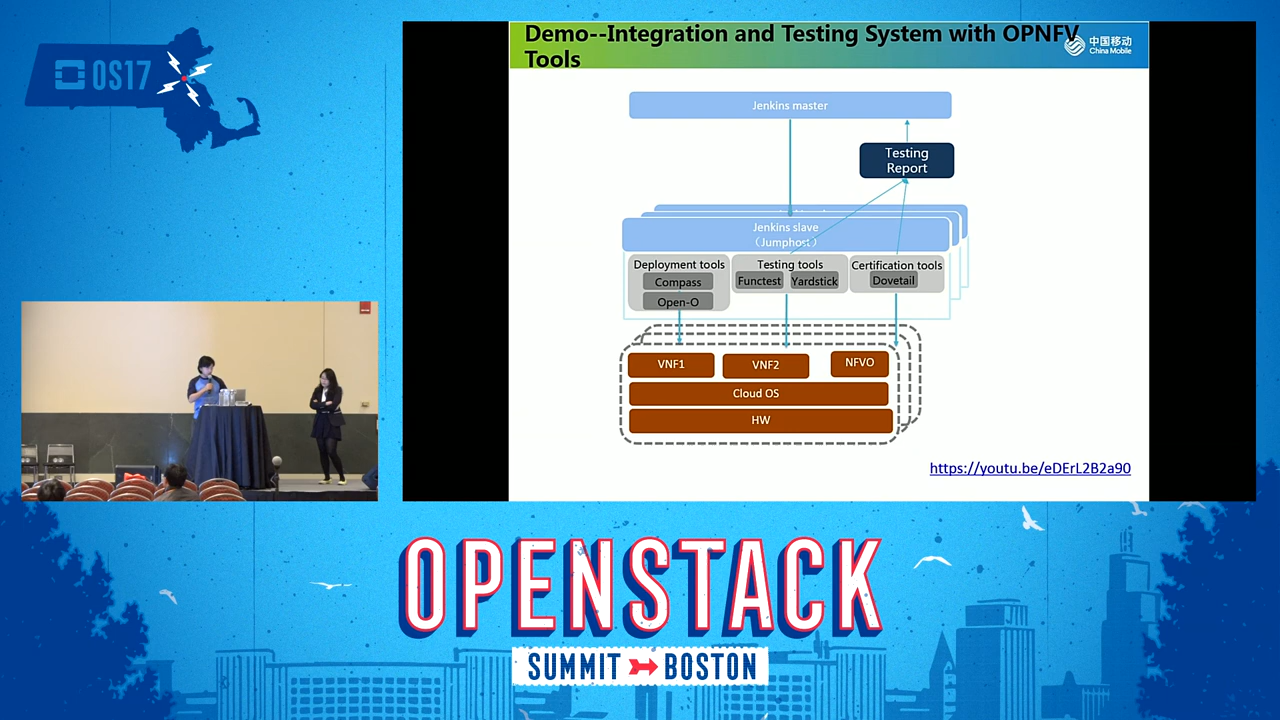 OS17
Demo--Integration and Testing System with OPNFV
Tools
中国移动
China Mobile
Jenkins master
Testing
Report
Jenkins slave
（Jumphost）
Deployment tools
Compass
Open-O
Testing tools
Functest
Yardstick
Certification tools
Dovetail
VNF1
VNF2
NFVO
Cloud OS
HW
https://youtu.be/eDErL2B2a90
OPENSTACK
SUMMIT
BOSTON